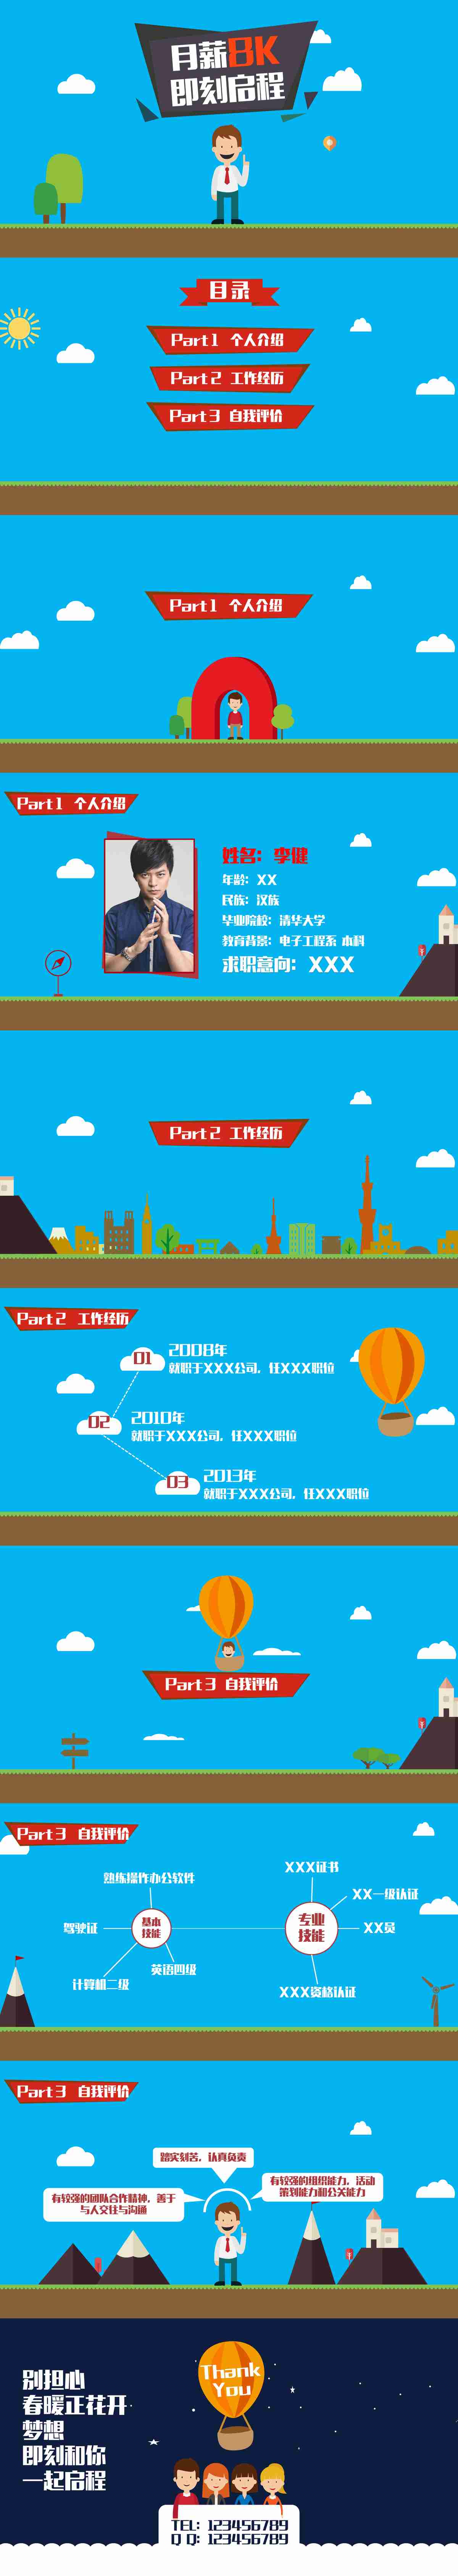 月薪8K
即刻启程
目录
Part1 个人介绍
Part2 工作经历
Part3 自我评价
Part1 个人介绍
Part1 个人介绍
姓名：李健
年龄：XX
民族：汉族
毕业院校：清华大学
教育背景：电子工程系 本科
求职意向：XXX
Part2 工作经历
Part2 工作经历
01 2008年
就职于XXX公司，任XXX职位
02 2010年
就职于XXX公司，任XXX职位
03 2013年
就职于XXX公司，任XXX职位
Part3 自我评价
Part3 自我评价
熟练操作办公软件
驾驶证
基本
技能
英语四级
计算机二级
XXX证书
XX一级认证
专业
技能
XX员
XXX资格认证
Part3 自我评价
踏实刻苦，认真负责
有较强的团队合作精神，善于
与人交往与沟通
有较强的组织能力，活动
策划能力和公关能力
Thank
You
别担心
春暖正花开
梦想
即刻和你
一起启程
TEL: 123456789
Q Q: 123456789